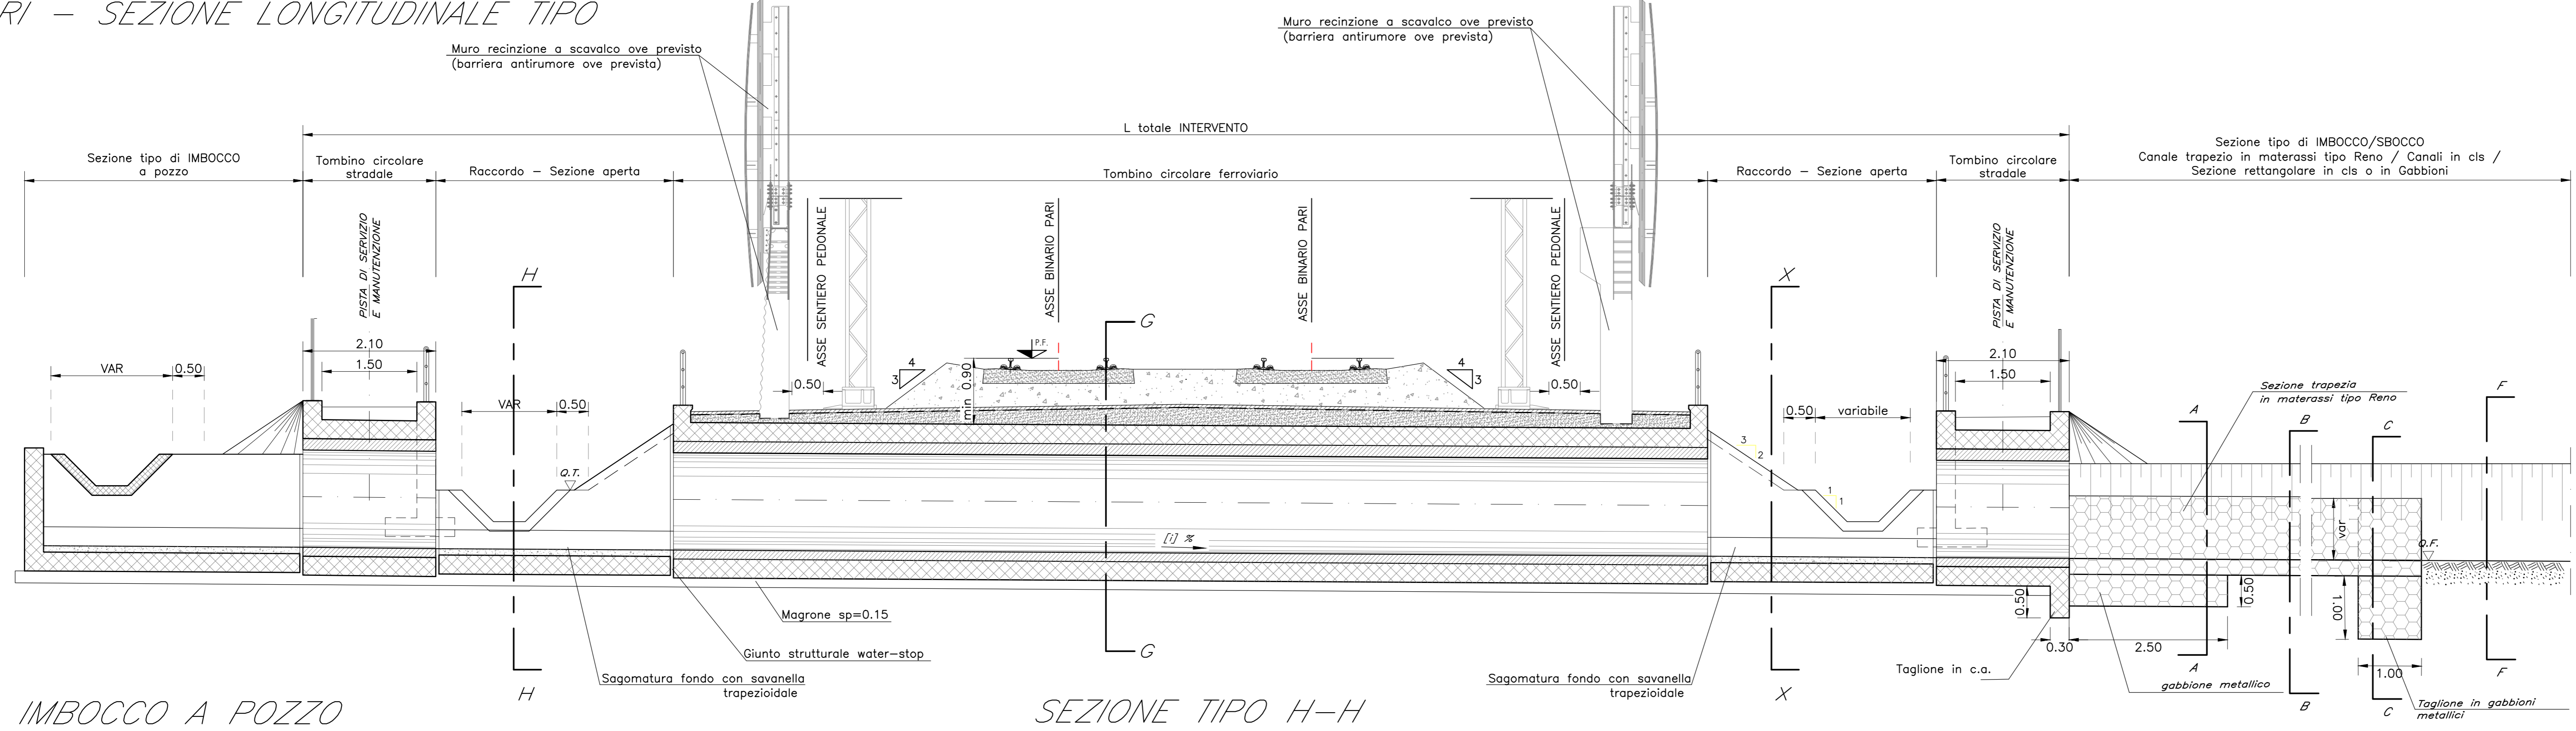 RI – SEZIONE LONGITUDINALE TIPO
Muro recinzione a scavalco ove previsto
(barriera antirumore ove prevista)
Muro recinzione a scavalco ove previsto
(barriera antirumore ove prevista)
L totale INTERVENTO
Sezione tipo di IMBOCCO
a pozzo
Tombino circolare
stradale
Raccordo – Sezione aperta
Tombino circolare ferroviario
Raccordo – Sezione aperta
Tombino circolare
stradale
Sezione tipo di IMBOCCO/SBOCCO
Canale trapezio in materassi tipo Reno / Canali in cls /
Sezione rettangolare in cls o in Gabbioni
PISTA DI SERVIZIO
E MANUTENZIONE
ASSE SENTIERO PEDONALE
ASSE BINARIO PARI
ASSE BINARIO PARI
ASSE SENTIERO PEDONALE
PISTA DI SERVIZIO
E MANUTENZIONE
H
G
X
2.10
1.50
VAR
0.50
VAR
0.50
Q.T.
min 0.90
P.F.
4
3
0.50
4
3
0.50
2.10
1.50
0.50
variabile
3
2
1
1
Sezione trapezia
in materassi tipo Reno
A
B
C
F
[i] %
var
Q.F.
0.50
0.50
1.00
0.30
2.50
1.00
Magrone sp=0.15
Giunto strutturale water-stop
Sagomatura fondo con savanella
trapezioidale
Sagomatura fondo con savanella
trapezioidale
Taglione in c.a.
gabbione metallico
Taglione in gabbioni
metallici
H
G
X
A
B
C
F
IMBOCCO A POZZO
SEZIONE TIPO H-H